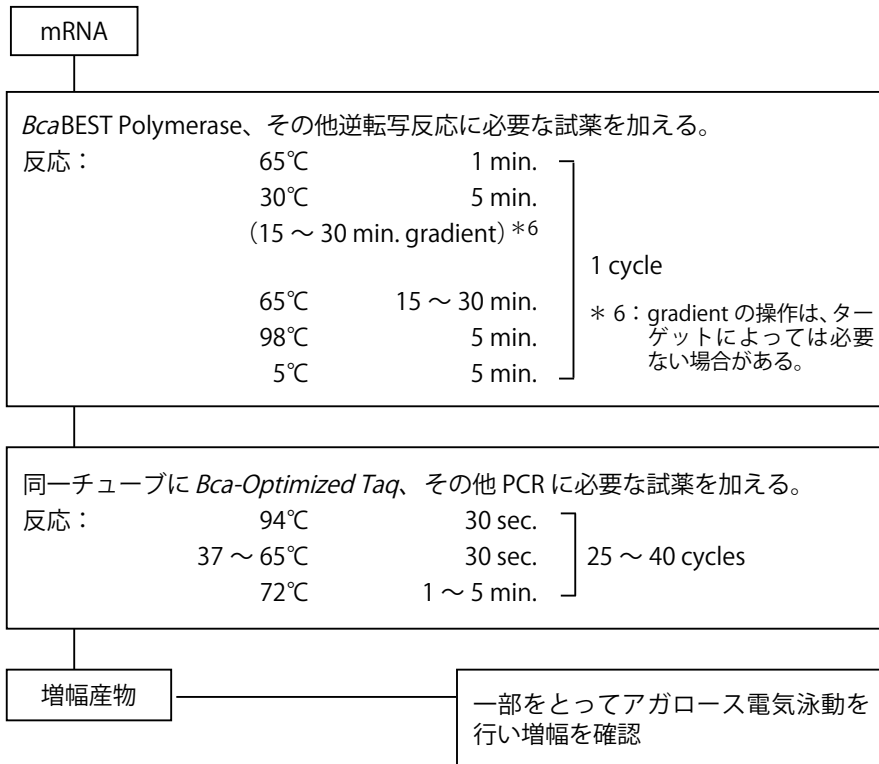 mRNA
BcaBEST Polymerase、その他逆転写反応に必要な試薬を加える。
反応： 65℃ 1 min.
30℃ 5 min.
（15 ～ 30 min. gradient）＊6
1 cycle
65℃ 15 ～ 30 min.
98℃ 5 min.
5℃ 5 min.
＊ 6：gradient の操作は、ター
ゲットによっては必要
ない場合がある。
同一チューブに Bca-Optimized Taq、その他 PCR に必要な試薬を加える。
反応： 94℃ 30 sec.
37 ～ 65℃ 30 sec. 25 ～ 40 cycles
72℃ 1 ～ 5 min.
増幅産物
一部をとってアガロース電気泳動を
行い増幅を確認